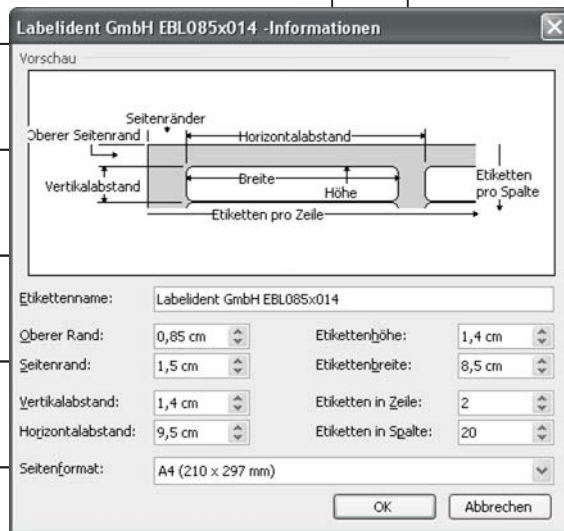 Labelident GmbH EBL085x014 -Informationen
Vorschau
Seitenränder
Oberer Seitenrand
Horizontalabstand
Vertikalabstand
Breite
Höhe
Etiketten pro Spalte
Etiketten pro Zeile
Etikettenname: Labelident GmbH EBL085x014
Oberer Rand: 0,85 cm Etikettenhöhe: 1,4 cm
Seitenrand: 1,5 cm Etikettenbreite: 8,5 cm
Vertikalabstand: 1,4 cm Etiketten in Zeile: 2
Horizontalabstand: 9,5 cm Etiketten in Spalte: 20
Seitenformat: A4 (210 x 297 mm)
OK Abbrechen